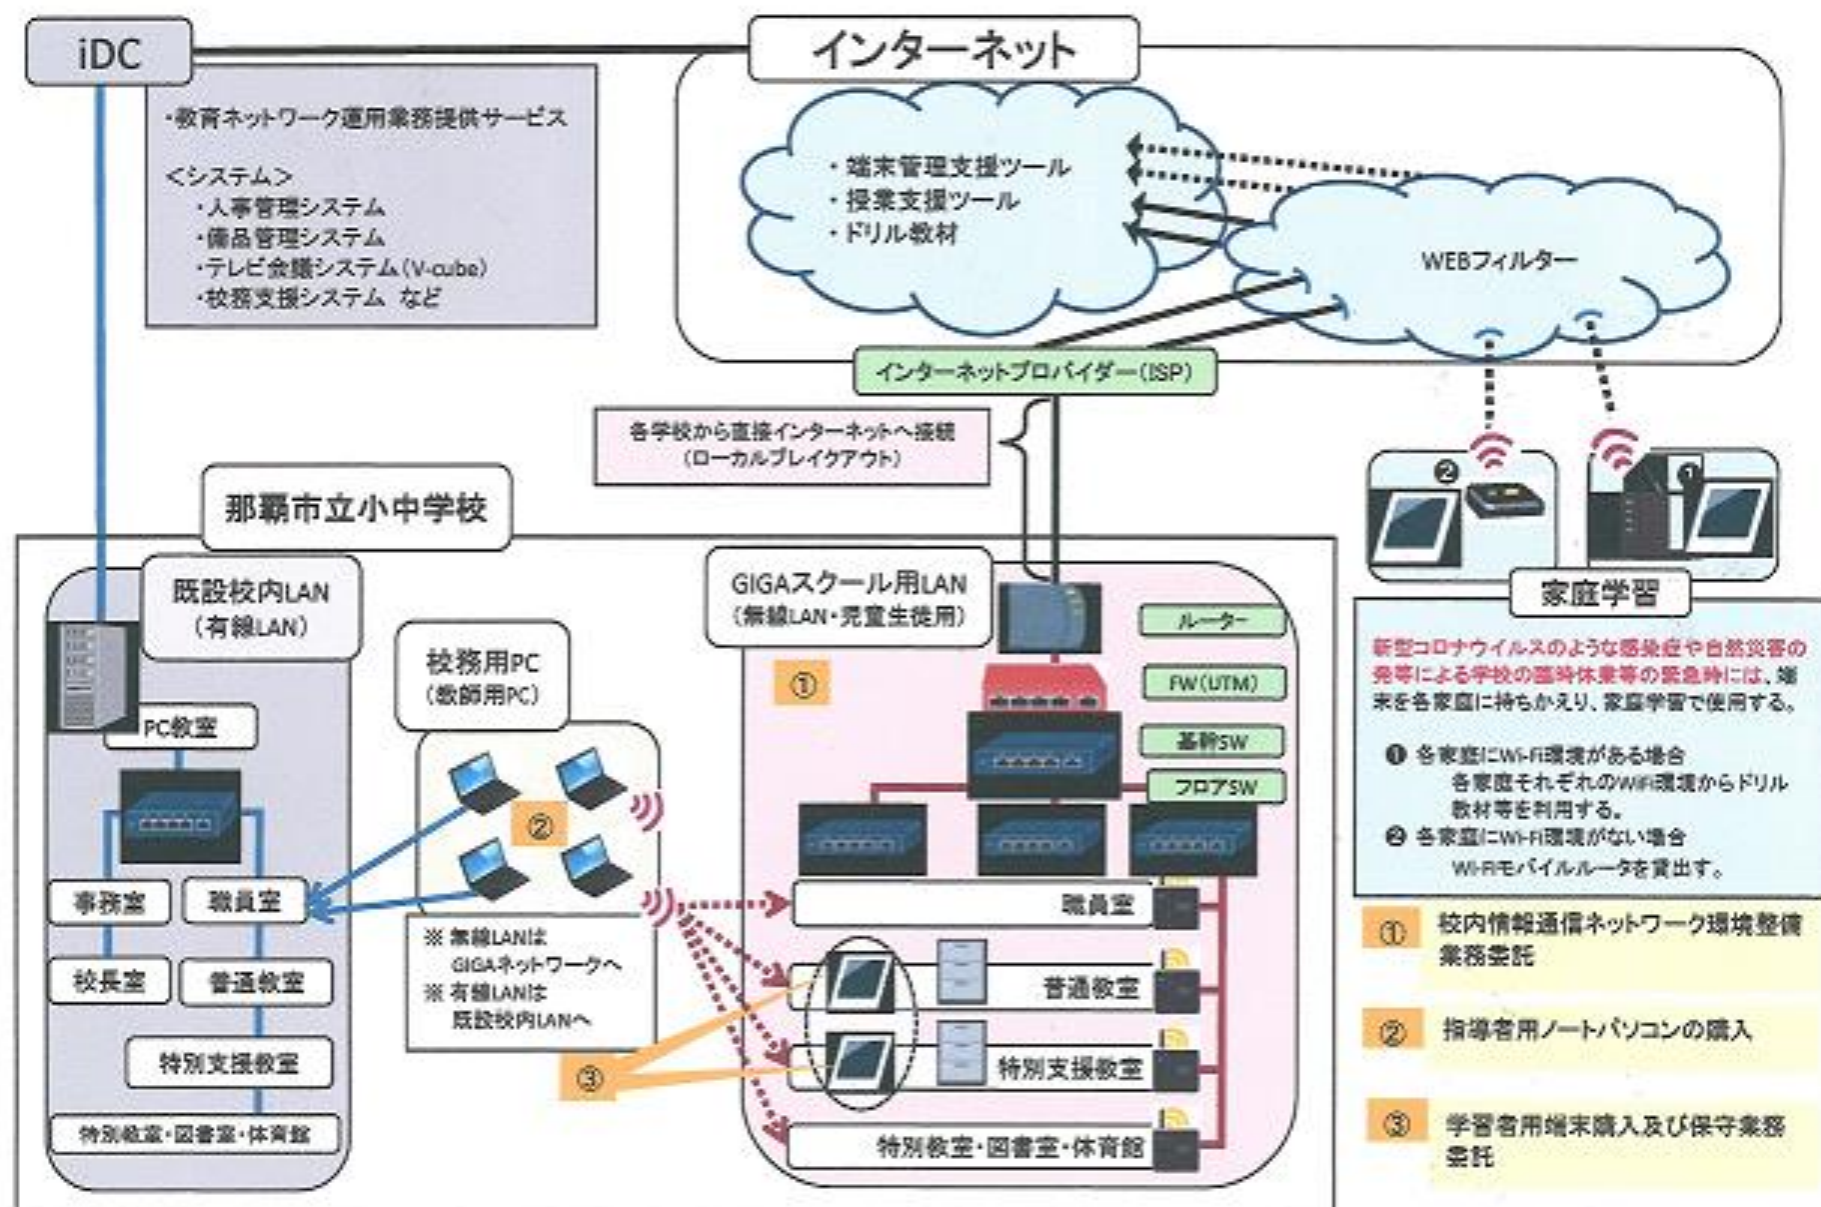 iDC
・教育ネットワーク運用業務提供サービス
＜システム＞
・人事管理システム
・備品管理システム
・テレビ会議システム(V-cube)
・校務支援システム など
インターネット
・端末管理支援ツール
・授業支援ツール
・ドリル教材
WEBフィルター
インターネットプロバイダー(ISP)
各学校から直接インターネットへ接続
(ローカルブレイクアウト)
那覇市立小中学校
既設校内LAN
(有線LAN)
PC教室
事務室
職員室
校長室
普通教室
特別支援教室
特別教室・図書室・体育館
校務用PC
(教師用PC)
②
※ 無線LANは
GIGAネットワークへ
※ 有線LANは
既設校内LANへ
③
GIGAスクール用LAN
(無線LAN・児童生徒用)
①
ルーター
FW(UTM)
基幹SW
フロアSW
職員室
普通教室
特別支援教室
特別教室・図書室・体育館
❷
❶
家庭学習
新型コロナウイルスのような感染症や自然災害の
発等による学校の臨時休業等の緊急時には、端
末を各家庭に持ちかえり、家庭学習で使用する。
❶ 各家庭にWi-Fi環境がある場合
各家庭それぞれのWiFi環境からドリル
教材等を利用する。
❷ 各家庭にWi-Fi環境がない場合
Wi-Fiモバイルルータを貸出す。
① 校内情報通信ネットワーク環境整備
業務委託
② 指導者用ノートパソコンの購入
③ 学習者用端末購入及び保守業務
委託